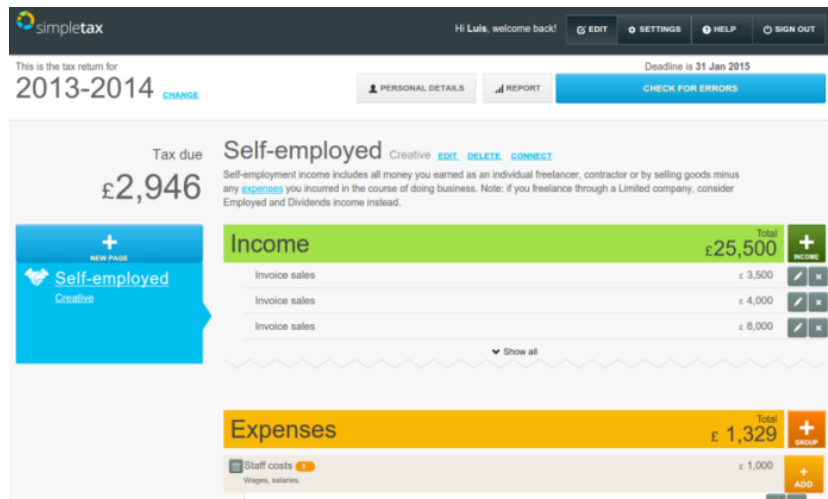 simpletax
Hi Luis, welcome back!
EDIT
SETTINGS
HELP
SIGN OUT
This is the tax return for
2013-2014 CHANGE
PERSONAL DETAILS
REPORT
Deadline is 31 Jan 2015
CHECK FOR ERRORS
Tax due
£2,946
NEW PAGE
Self-employed
Creative
Self-employed Creative EDIT DELETE CONNECT
Self-employment income includes all money you earned as an individual freelancer, contractor or by selling goods minus
any expenses you incurred in the course of doing business. Note: if you freelance through a Limited company, consider
Employed and Dividends income instead.
Income
Total
£25,500
INCOME
Invoice sales £ 3,500
Invoice sales £ 4,000
Invoice sales £ 8,000
Show all
Expenses
Total
£ 1,329
GROUP
Staff costs 1 £ 1,000
Wages, salaries.
ADD